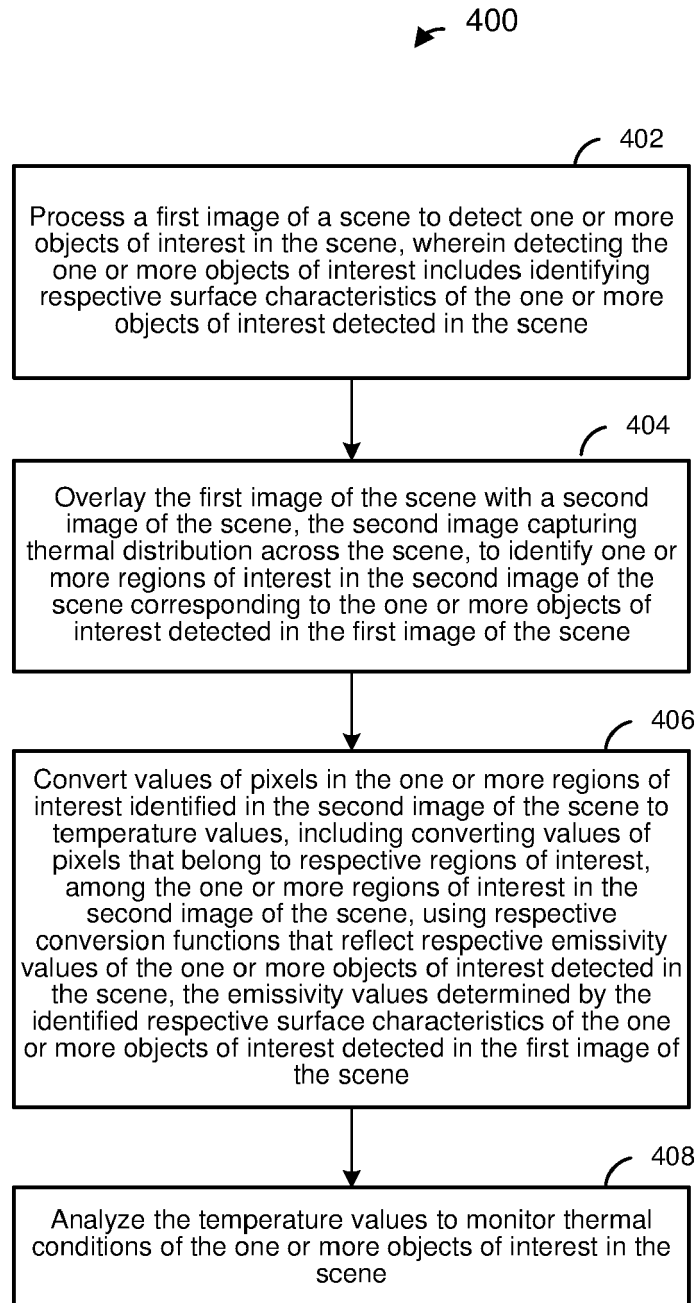 400
402
Process a first image of a scene to detect one or more
objects of interest in the scene, wherein detecting the
one or more objects of interest includes identifying
respective surface characteristics of the one or more
objects of interest detected in the scene
404
Overlay the first image of the scene with a second
image of the scene, the second image capturing
thermal distribution across the scene, to identify one or
more regions of interest in the second image of the
scene corresponding to the one or more objects of
interest detected in the first image of the scene
406
Convert values of pixels in the one or more regions of
interest identified in the second image of the scene to
temperature values, including converting values of
pixels that belong to respective regions of interest,
among the one or more regions of interest in the
second image of the scene, using respective
conversion functions that reflect respective emissivity
values of the one or more objects of interest detected in
the scene, the emissivity values determined by the
identified respective surface characteristics of the one
or more objects of interest detected in the first image of
the scene
408
Analyze the temperature values to monitor thermal
conditions of the one or more objects of interest in the
scene